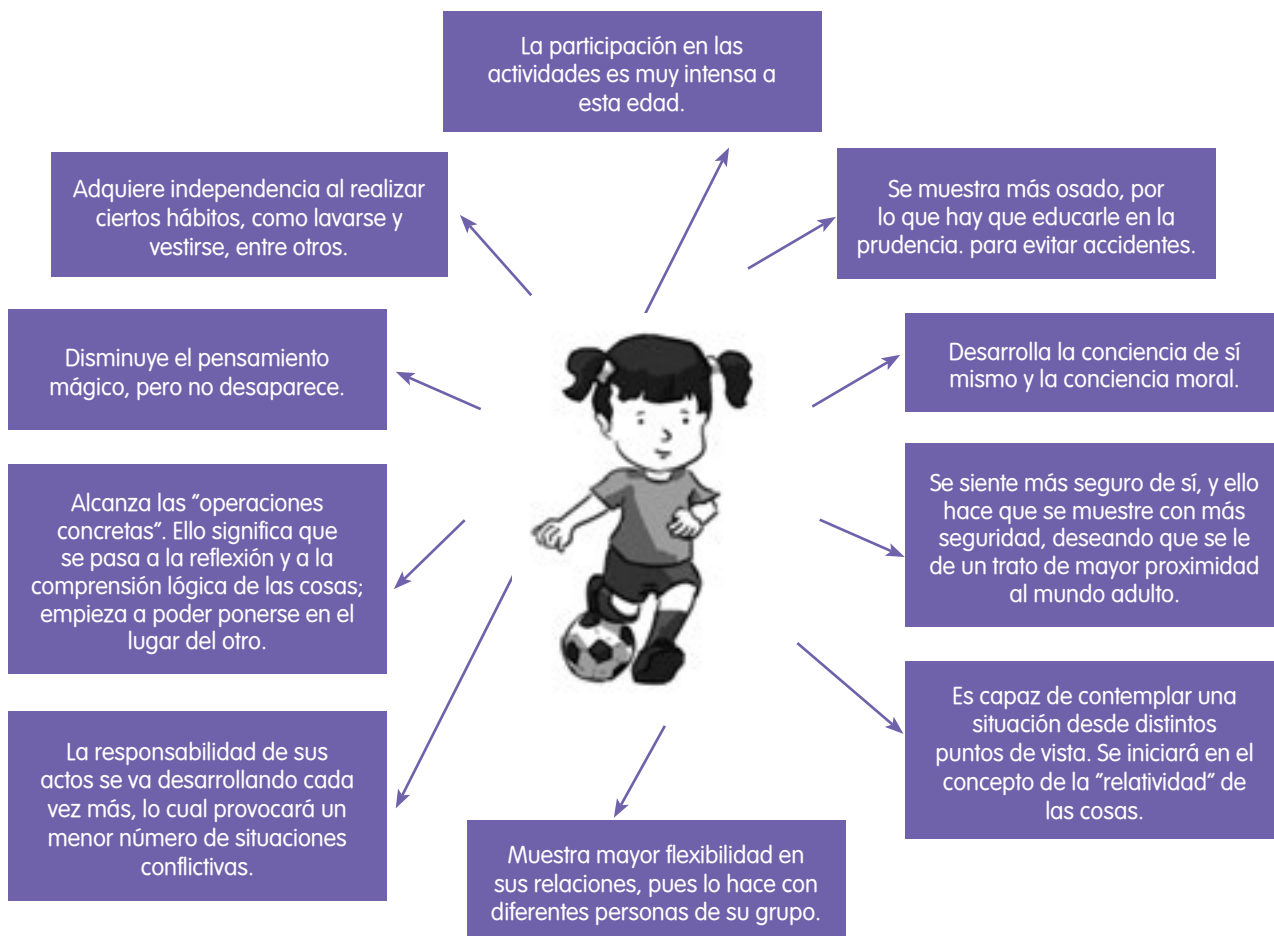 La participación en las
actividades es muy intensa a
esta edad.
Adquiere independencia al realizar
ciertos hábitos, como lavarse y
vestirse, entre otros.
Se muestra más osado, por
lo que hay que educarle en la
prudencia. para evitar accidentes.
Disminuye el pensamiento
mágico, pero no desaparece.
Desarrolla la conciencia de sí
mismo y la conciencia moral.
Alcanza las “operaciones
concretas”. Ello significa que
se pasa a la reflexión y a la
comprensión lógica de las cosas;
empieza a poder ponerse en el
lugar del otro.
Se siente más seguro de sí, y ello
hace que se muestre con más
seguridad, deseando que se le
de un trato de mayor proximidad
al mundo adulto.
La responsabilidad de sus
actos se va desarrollando cada
vez más, lo cual provocará un
menor número de situaciones
conflictivas.
Es capaz de contemplar una
situación desde distintos
puntos de vista. Se iniciará en el
concepto de la “relatividad” de
las cosas.
Muestra mayor flexibilidad en
sus relaciones, pues lo hace con
diferentes personas de su grupo.